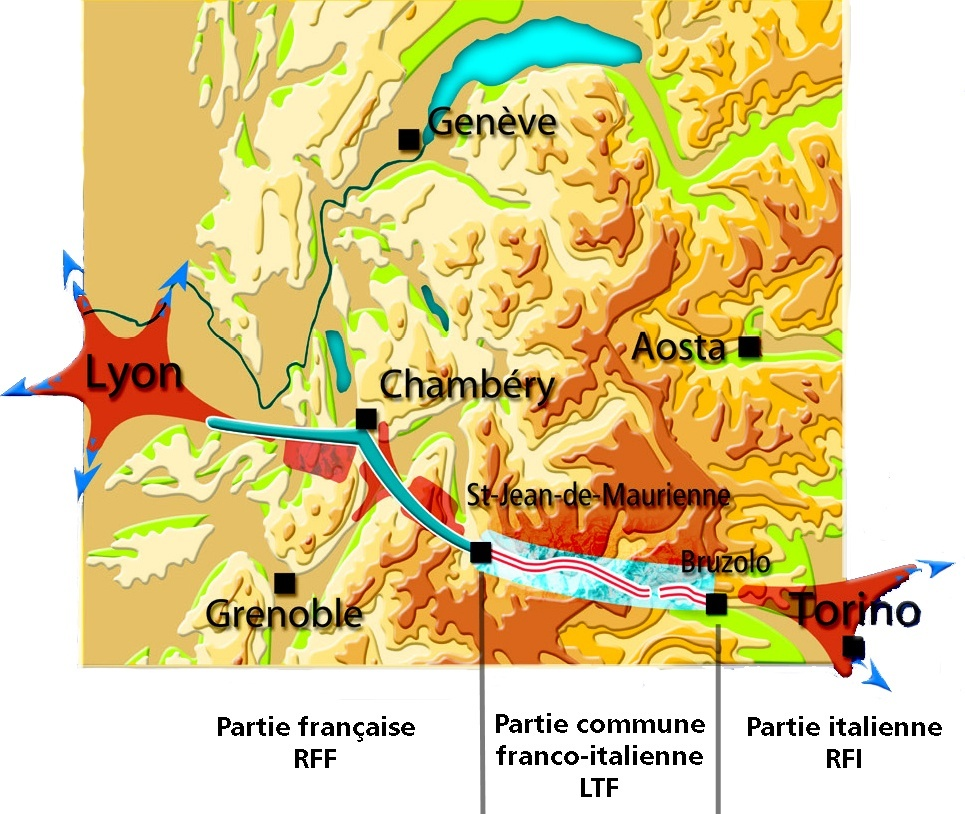 Genève
Aosta
Lyon
Chambéry
St-Jean-de-Maurienne
Bruzolo
Grenoble
Torino
Partie française
RFF
Partie commune
franco-italienne
LTF
Partie italienne
RFI